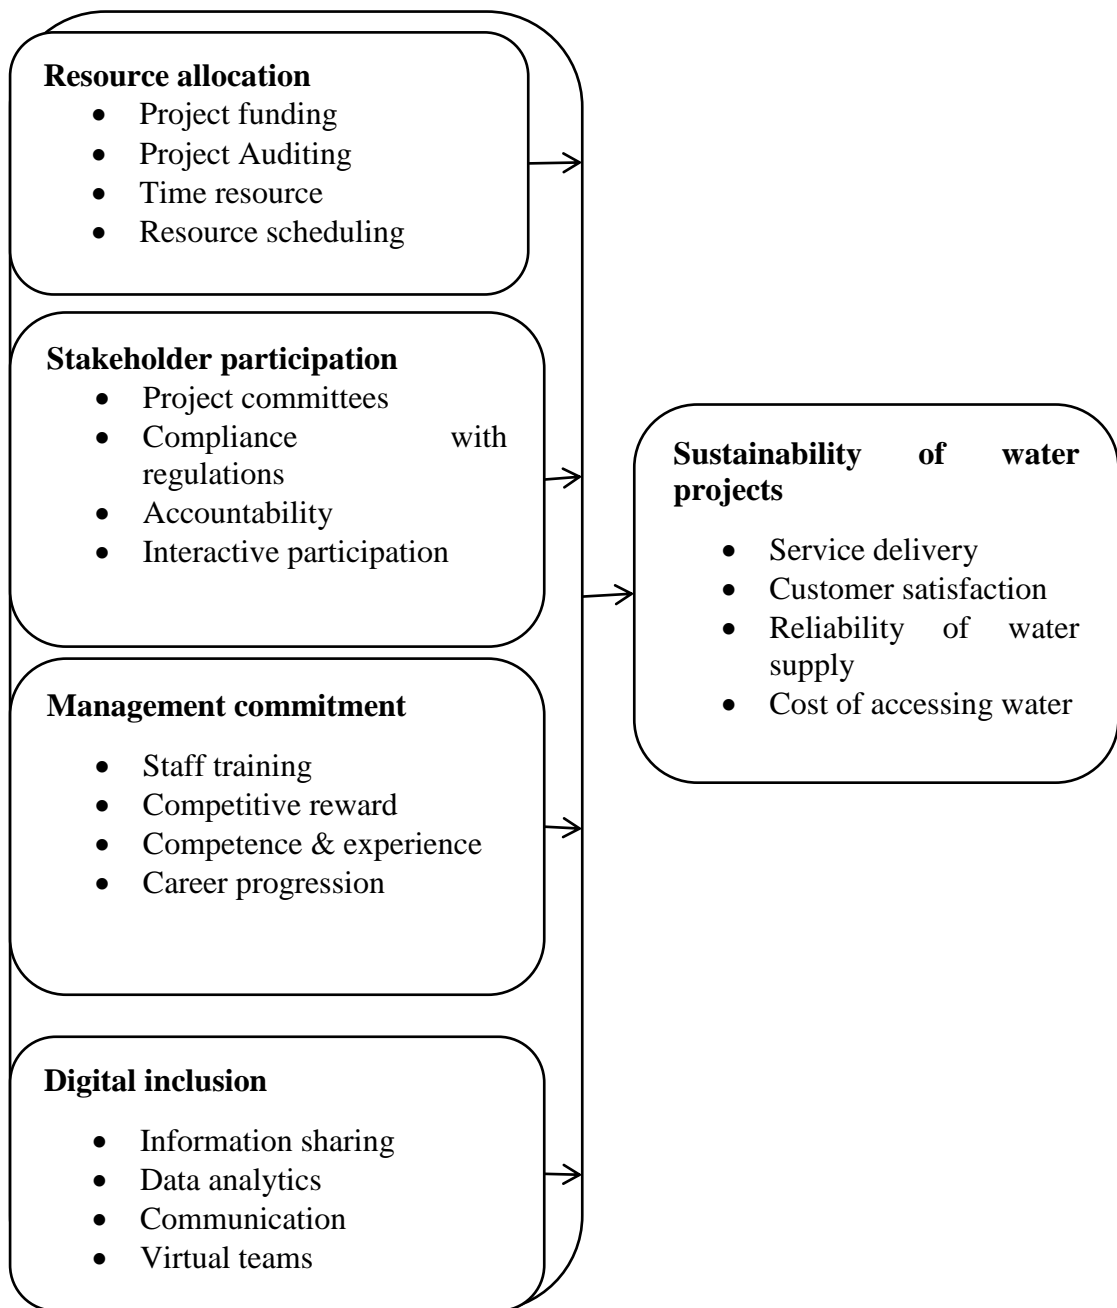 Resource allocation
• Project funding
• Project Auditing
• Time resource
• Resource scheduling
Stakeholder participation
• Project committees
• Compliance with
regulations
• Accountability
• Interactive participation
Management commitment
• Staff training
• Competitive reward
• Competence & experience
• Career progression
Digital inclusion
• Information sharing
• Data analytics
• Communication
• Virtual teams
Sustainability of water
projects
• Service delivery
• Customer satisfaction
• Reliability of water
supply
• Cost of accessing water